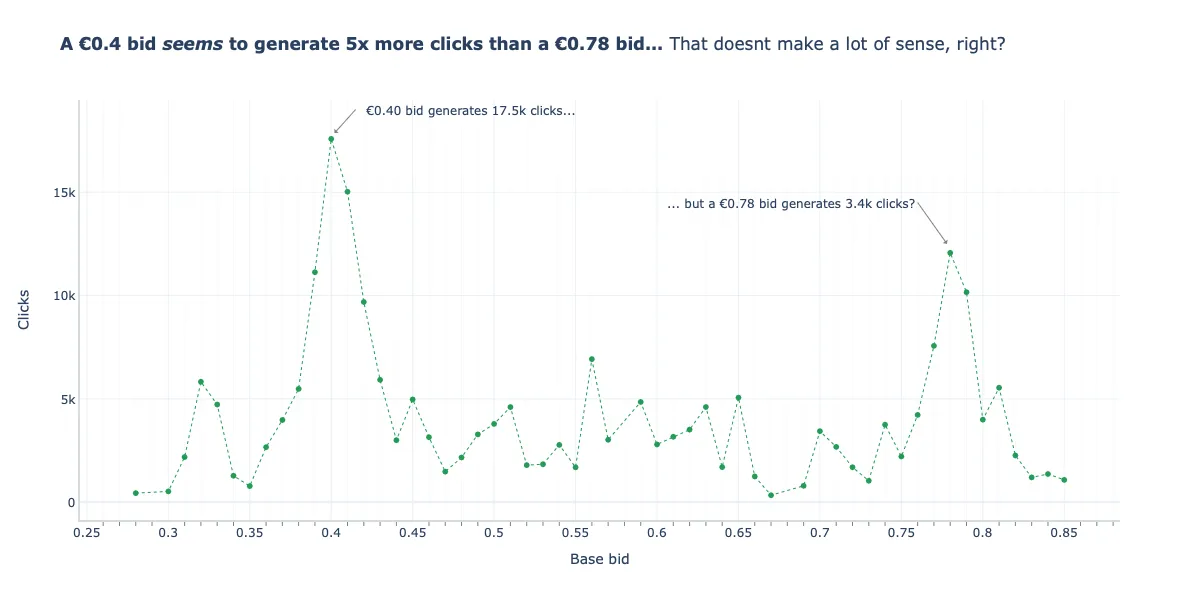 A €0.4 bid seems to generate 5x more clicks than a €0.78 bid... That doesnt make a lot of sense, right?
€0.40 bid generates 17.5k clicks...
... but a €0.78 bid generates 3.4k clicks?
15k
10k
5k
0
Clicks
0.25 0.3 0.35 0.4 0.45 0.5 0.55 0.6 0.65 0.7 0.75 0.8 0.85
Base bid